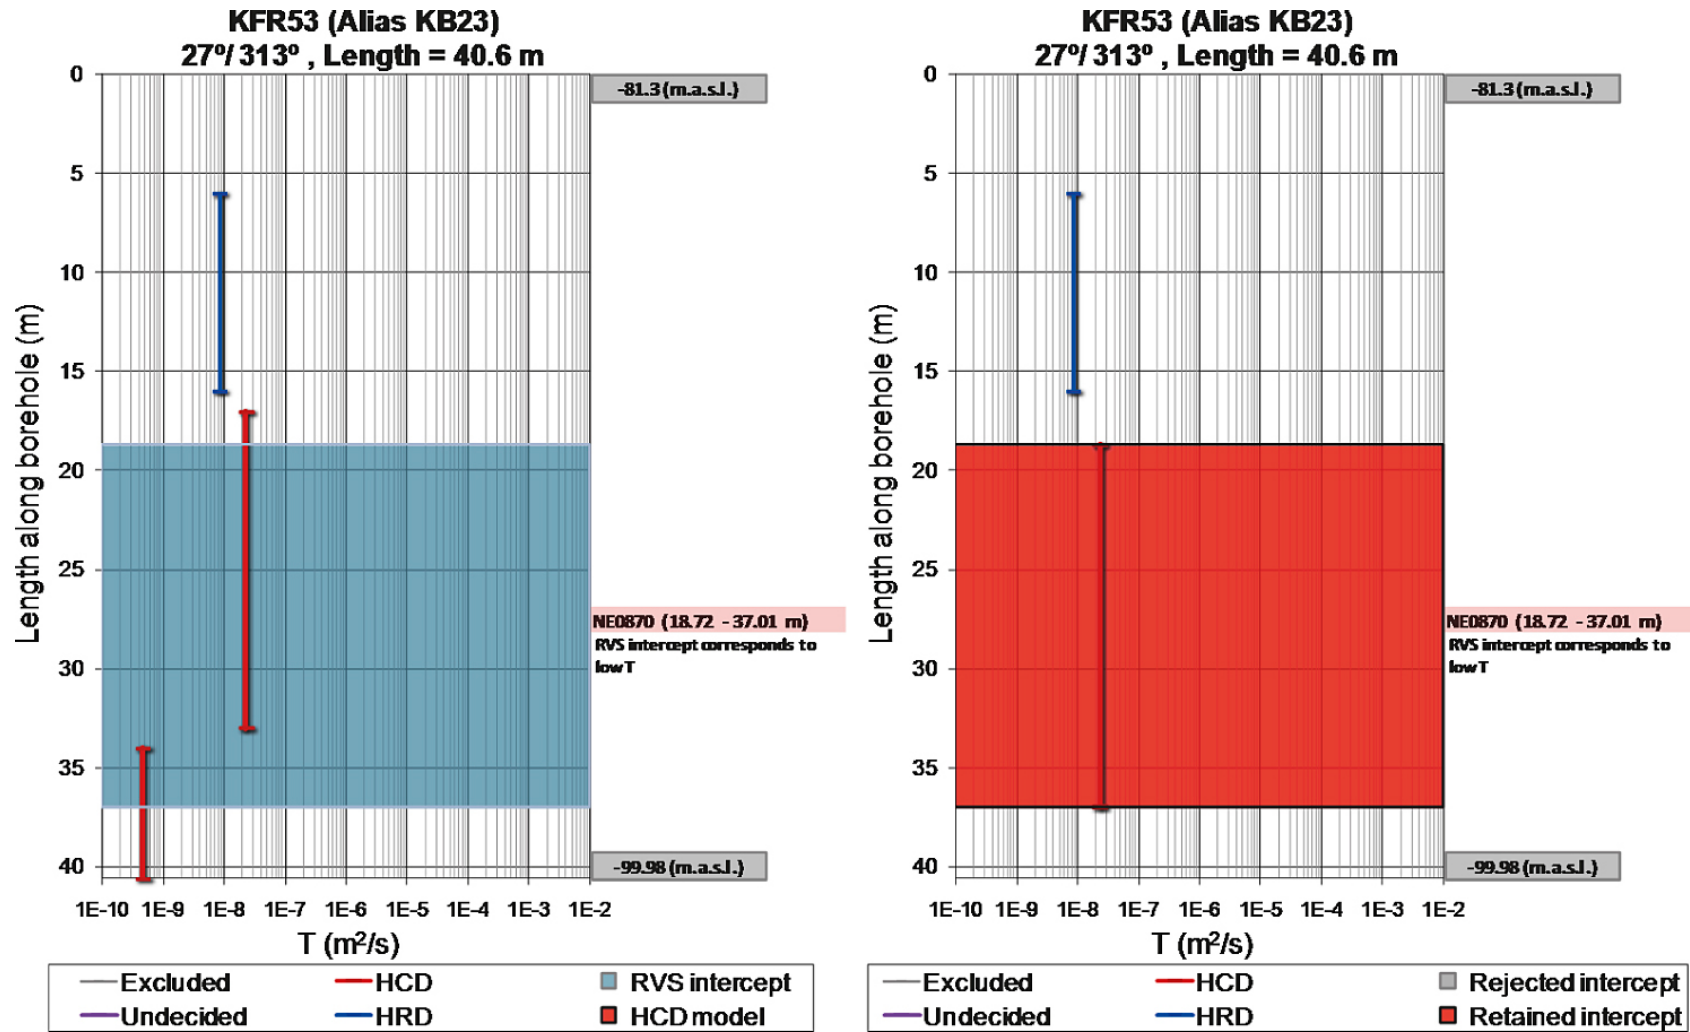 KFR53 (Alias KB23)
27º/ 313º , Length = 40.6 m
0
5
10
15
20
25
30
35
40
Length along borehole (m)
-81.3 (m.a.s.l.)
NE0870 (18.72 - 37.01 m)
RVS intercept corresponds to
low T
-99.98 (m.a.s.l.)
1E-10 1E-9 1E-8 1E-7 1E-6 1E-5 1E-4 1E-3 1E-2
T (m²/s)
Excluded HCD RVS intercept
Undecided HRD HCD model
KFR53 (Alias KB23)
27º/ 313º , Length = 40.6 m
0
5
10
15
20
25
30
35
40
Length along borehole (m)
-81.3 (m.a.s.l.)
NE0870 (18.72 - 37.01 m)
RVS intercept corresponds to
low T
-99.98 (m.a.s.l.)
1E-10 1E-9 1E-8 1E-7 1E-6 1E-5 1E-4 1E-3 1E-2
T (m²/s)
Excluded HCD Rejected intercept
Undecided HRD Retained intercept